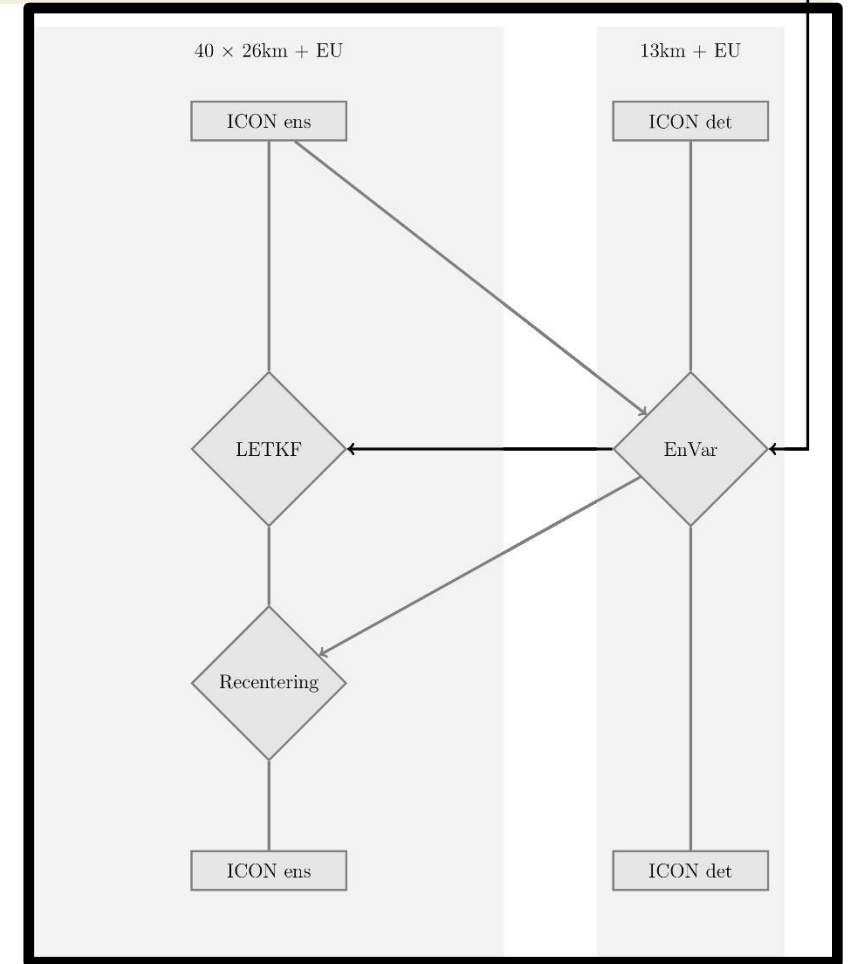 40 × 26km + EU
13km + EU
ICON ens
ICON det
LETKF
EnVar
Recentering
ICON ens
ICON det